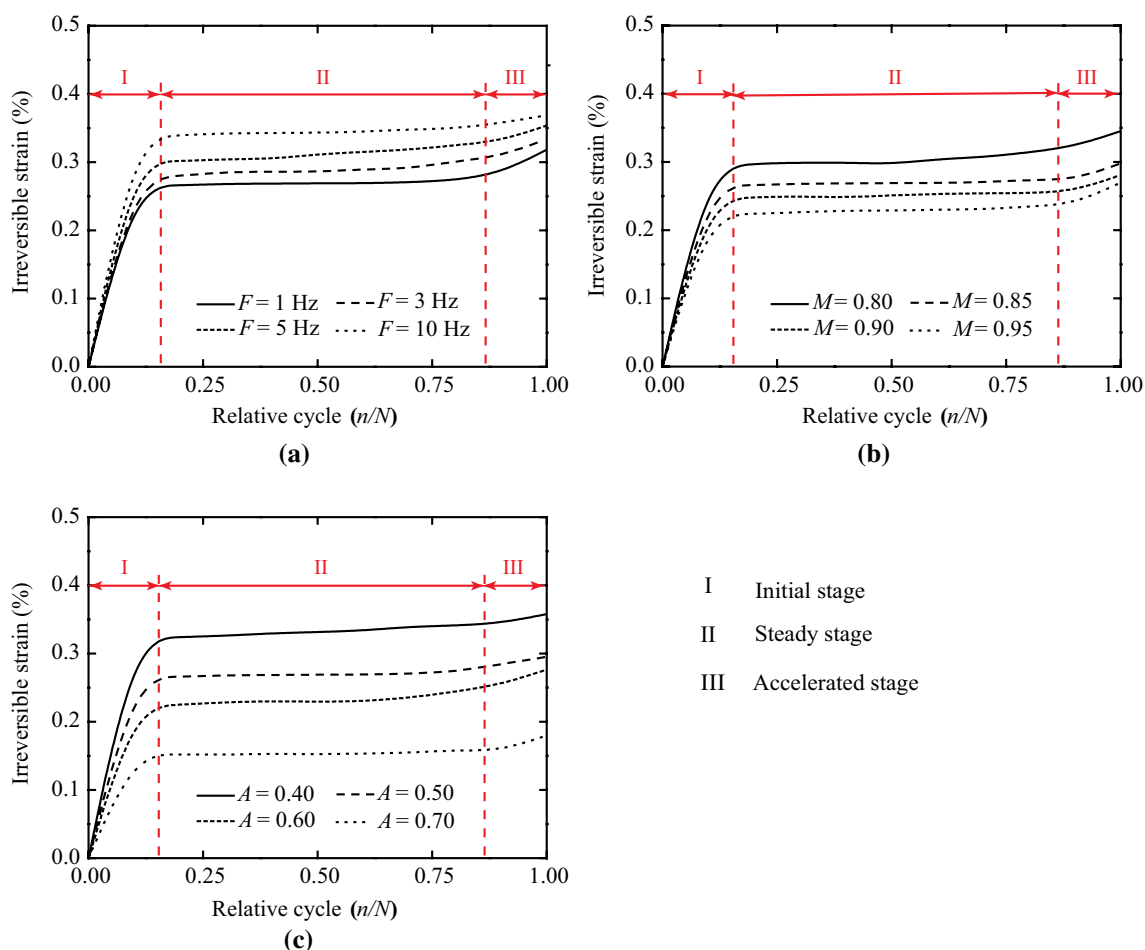 0.5
0.4
0.3
0.2
0.1
0.0
Irreversible strain (%)
I II III
F = 1 Hz F = 3 Hz
F = 5 Hz F = 10 Hz
0.00 0.25 0.50 0.75 1.00
Relative cycle (n/N)
(a)
0.5
0.4
0.3
0.2
0.1
0.0
Irreversible strain (%)
I II III
M = 0.80 M = 0.85
M = 0.90 M = 0.95
0.00 0.25 0.50 0.75 1.00
Relative cycle (n/N)
(b)
0.5
0.4
0.3
0.2
0.1
0.0
Irreversible strain (%)
I II III
A = 0.40 A = 0.50
A = 0.60 A = 0.70
0.00 0.25 0.50 0.75 1.00
Relative cycle (n/N)
(c)
I Initial stage
II Steady stage
III Accelerated stage